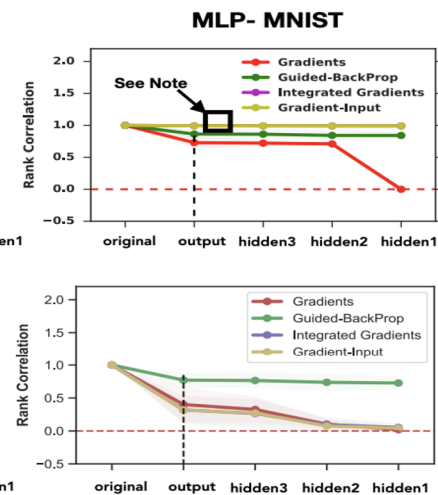 MLP- MNIST
2.0
1.5
1.0
0.5
0.0
−0.5
Rank Correlation
See Note
Gradients
Guided-BackProp
Integrated Gradients
Gradient-Input
en1
original output hidden3 hidden2 hidden1
2.0
1.5
1.0
0.5
0.0
−0.5
Rank Correlation
Gradients
Guided-BackProp
Integrated Gradients
Gradient-Input
en1
original output hidden3 hidden2 hidden1